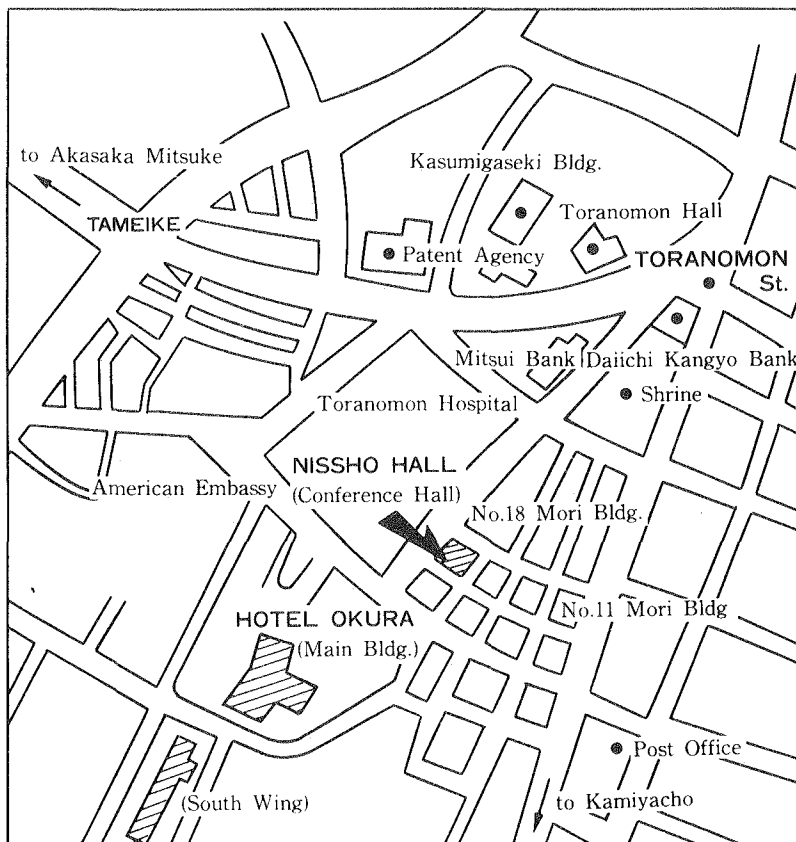 to Akasaka Mitsuke
Kasumigaseki Bldg.
TAMEIKE
Toranomon Hall
Patent Agency
TORANOMON
St.
Mitsui Bank
Daiichi Kangyo Bank
Toranomon Hospital
Shrine
NISSHO HALL
(Conference Hall)
American Embassy
No.18 Mori Bldg.
HOTEL OKURA
(Main Bldg.)
No.11 Mori Bldg
Post Office
(South Wing)
to Kamiyacho